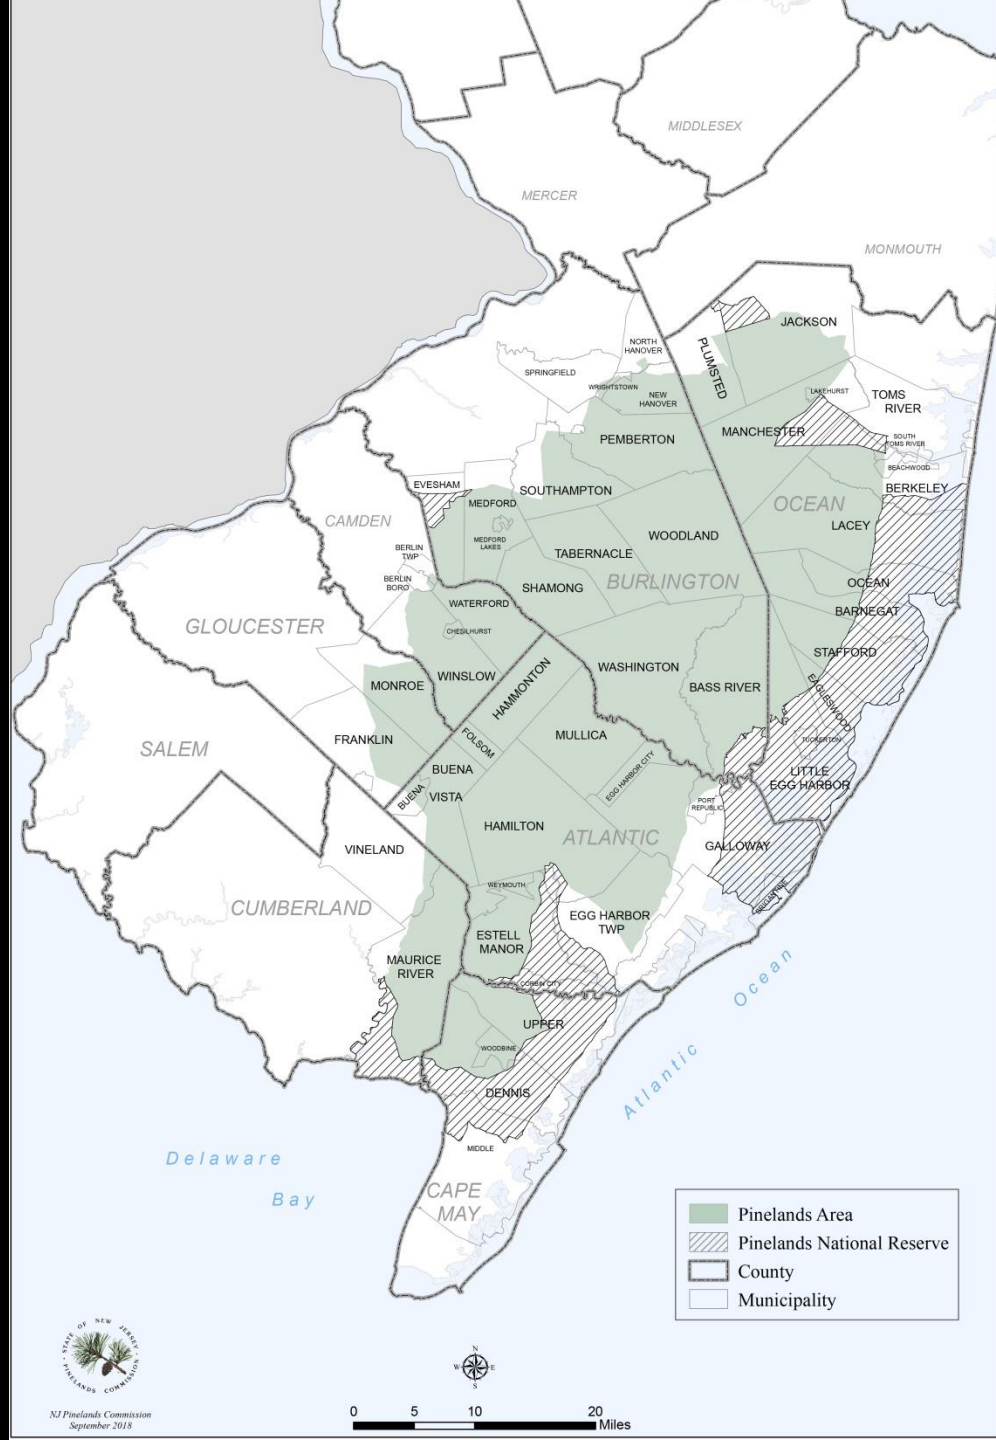 MIDDLESEX
MERCER
MONMOUTH
JACKSON
NORTH
HANOVER
PLUMSTED
SPRINGFIELD
WRIGHTSTOWN
NEW
HANOVER
LAKEHURST
TOMS
RIVER
MANCHESTER
PEMBERTON
SOUTH
TOMS RIVER
BEACHWOOD
BERKELEY
EVESHAM
SOUTHAMPTON
MEDFORD
OCEAN
CAMDEN
LACEY
MEDFORD
LAKES
WOODLAND
BERLIN
TWP
TABERNACLE
BERLIN
BORO
BURLINGTON
OCEAN
SHAMONG
WATERFORD
BARNEGAT
GLOUCESTER
CHESILHURST
STAFFORD
WASHINGTON
WINSLOW
HAMMONTON
MONROE
BASS RIVER
EAGLESWOOD
FRANKLIN
FOLSOM
MULLICA
TUCKERTON
SALEM
BUENA
VISTA
BUENA
EGG HARBOR CITY
LITTLE
EGG HARBOR
PORT
REPUBLIC
HAMILTON
ATLANTIC
GALLOWAY
VINELAND
WEYMOUTH
BRIGANTINE
CUMBERLAND
EGG HARBOR
TWP
ESTELL
MANOR
MAURICE
RIVER
CORBIN CITY
UPPER
WOODBINE
DENNIS
MIDDLE
CAPE
MAY
Atlantic Ocean
Delaware
Bay
Pinelands Area
Pinelands National Reserve
County
Municipality
STATE OF NEW JERSEY
PINELANDS COMMISSION
NJ Pinelands Commission
September 2018
N
W E
S
0 5 10 20
Miles